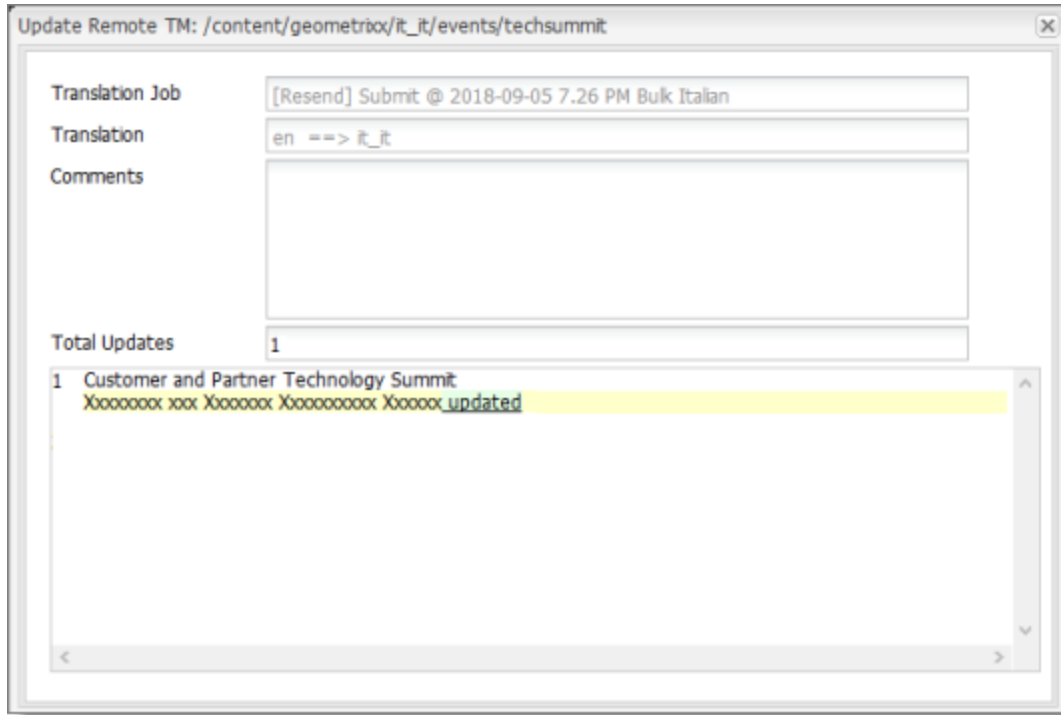 Update Remote TM: /content/geometrixx/it_it/events/techsummit
Translation Job
[Resend] Submit @ 2018-09-05 7.26 PM Bulk Italian
Translation
en ==> it_it
Comments
Total Updates
1
1 Customer and Partner Technology Summit
Xxxxxxxx xxx Xxxxxxx Xxxxxxxxxx Xxxxxx updated